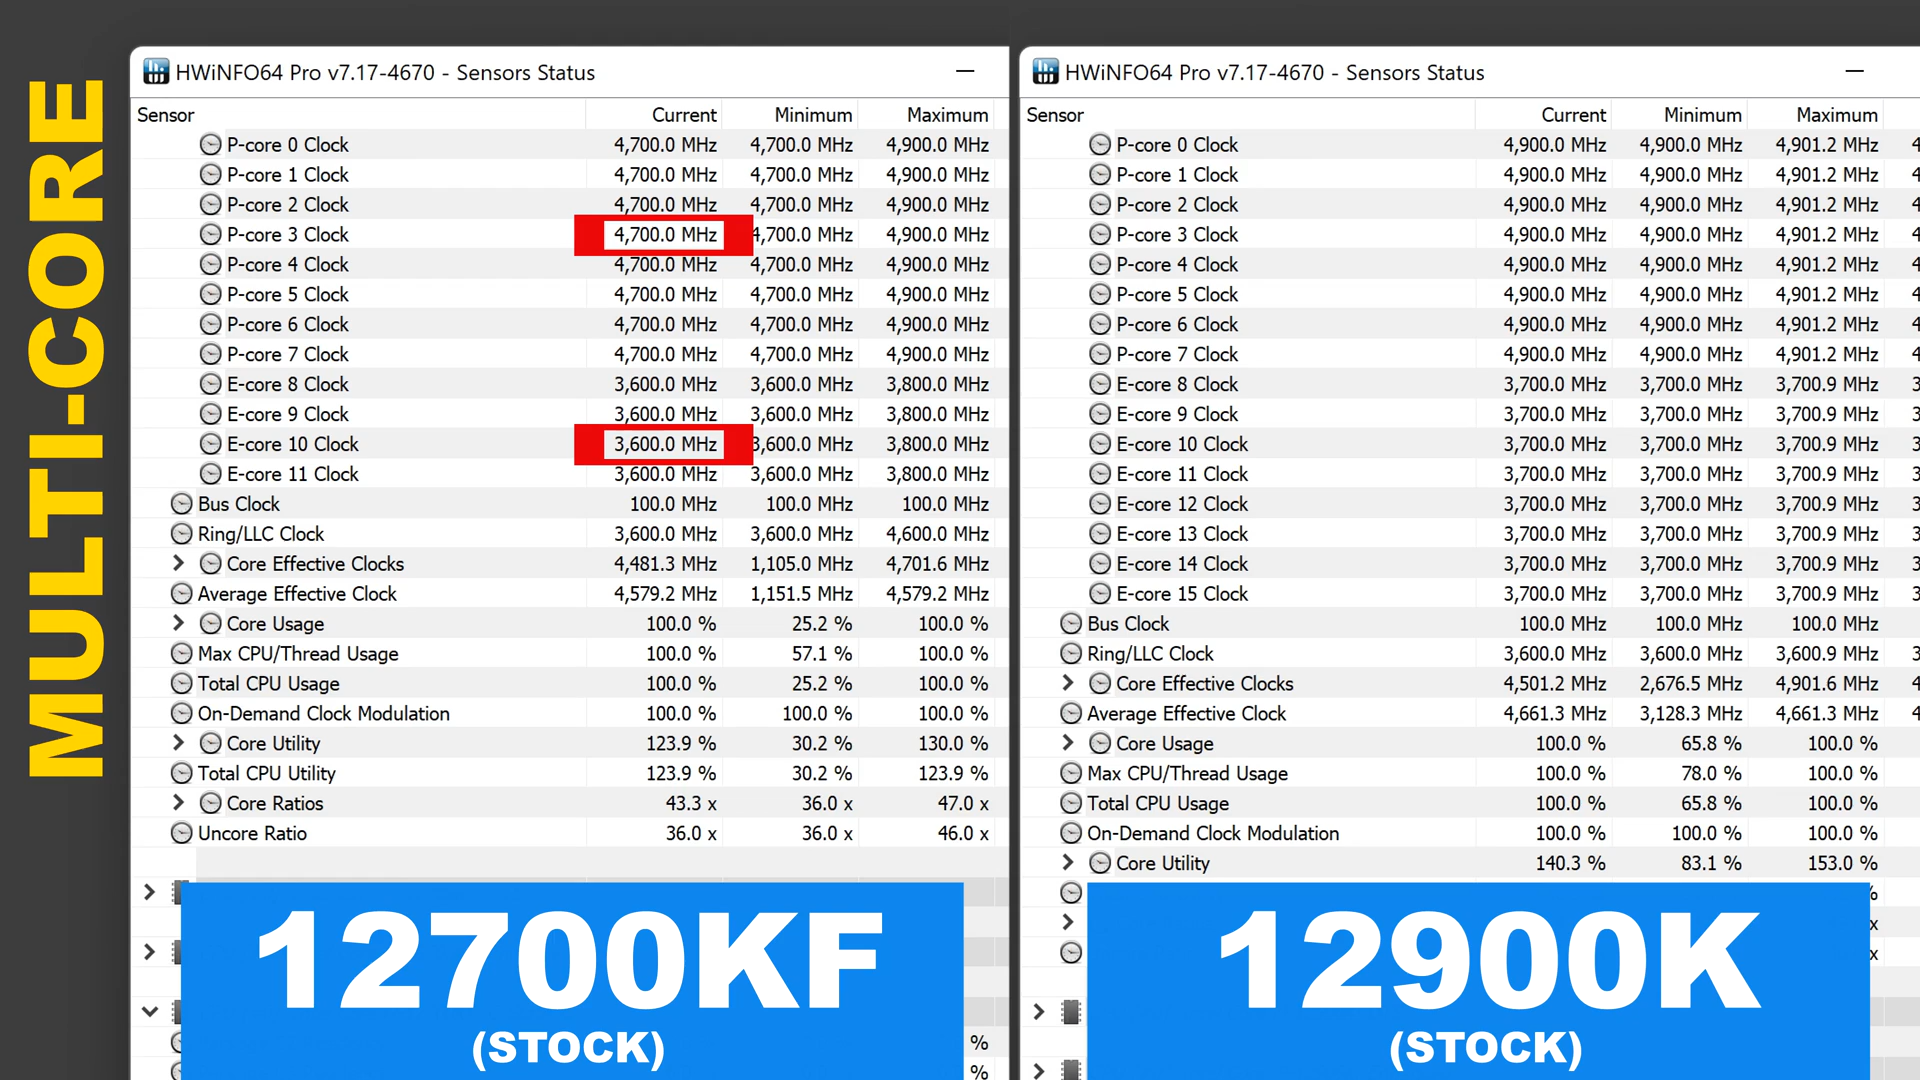 MULTI-CORE
HWiNFO64 Pro v7.17-4670 - Sensors Status
Sensor Current Minimum Maximum
P-core 0 Clock 4,700.0 MHz 4,700.0 MHz 4,900.0 MHz
P-core 1 Clock 4,700.0 MHz 4,700.0 MHz 4,900.0 MHz
P-core 2 Clock 4,700.0 MHz 4,700.0 MHz 4,900.0 MHz
P-core 3 Clock 4,700.0 MHz 4,700.0 MHz 4,900.0 MHz
P-core 4 Clock 4,700.0 MHz 4,700.0 MHz 4,900.0 MHz
P-core 5 Clock 4,700.0 MHz 4,700.0 MHz 4,900.0 MHz
P-core 6 Clock 4,700.0 MHz 4,700.0 MHz 4,900.0 MHz
P-core 7 Clock 4,700.0 MHz 4,700.0 MHz 4,900.0 MHz
E-core 8 Clock 3,600.0 MHz 3,600.0 MHz 3,800.0 MHz
E-core 9 Clock 3,600.0 MHz 3,600.0 MHz 3,800.0 MHz
E-core 10 Clock 3,600.0 MHz 3,600.0 MHz 3,800.0 MHz
E-core 11 Clock 3,600.0 MHz 3,600.0 MHz 3,800.0 MHz
Bus Clock 100.0 MHz 100.0 MHz 100.0 MHz
Ring/LLC Clock 3,600.0 MHz 3,600.0 MHz 4,600.0 MHz
Core Effective Clocks 4,481.3 MHz 1,105.0 MHz 4,701.6 MHz
Average Effective Clock 4,579.2 MHz 1,151.5 MHz 4,579.2 MHz
Core Usage 100.0 % 25.2 % 100.0 %
Max CPU/Thread Usage 100.0 % 57.1 % 100.0 %
Total CPU Usage 100.0 % 25.2 % 100.0 %
On-Demand Clock Modulation 100.0 % 100.0 % 100.0 %
Core Utility 123.9 % 30.2 % 130.0 %
Total CPU Utility 123.9 % 30.2 % 123.9 %
Core Ratios 43.3 x 36.0 x 47.0 x
Uncore Ratio 36.0 x 36.0 x 46.0 x
12700KF
(STOCK)
%
%
HWiNFO64 Pro v7.17-4670 - Sensors Status
Sensor Current Minimum Maximum
P-core 0 Clock 4,900.0 MHz 4,900.0 MHz 4,901.2 MHz
P-core 1 Clock 4,900.0 MHz 4,900.0 MHz 4,901.2 MHz
P-core 2 Clock 4,900.0 MHz 4,900.0 MHz 4,901.2 MHz
P-core 3 Clock 4,900.0 MHz 4,900.0 MHz 4,901.2 MHz
P-core 4 Clock 4,900.0 MHz 4,900.0 MHz 4,901.2 MHz
P-core 5 Clock 4,900.0 MHz 4,900.0 MHz 4,901.2 MHz
P-core 6 Clock 4,900.0 MHz 4,900.0 MHz 4,901.2 MHz
P-core 7 Clock 4,900.0 MHz 4,900.0 MHz 4,901.2 MHz
E-core 8 Clock 3,700.0 MHz 3,700.0 MHz 3,700.9 MHz
E-core 9 Clock 3,700.0 MHz 3,700.0 MHz 3,700.9 MHz
E-core 10 Clock 3,700.0 MHz 3,700.0 MHz 3,700.9 MHz
E-core 11 Clock 3,700.0 MHz 3,700.0 MHz 3,700.9 MHz
E-core 12 Clock 3,700.0 MHz 3,700.0 MHz 3,700.9 MHz
E-core 13 Clock 3,700.0 MHz 3,700.0 MHz 3,700.9 MHz
E-core 14 Clock 3,700.0 MHz 3,700.0 MHz 3,700.9 MHz
E-core 15 Clock 3,700.0 MHz 3,700.0 MHz 3,700.9 MHz
Bus Clock 100.0 MHz 100.0 MHz 100.0 MHz
Ring/LLC Clock 3,600.0 MHz 3,600.0 MHz 3,600.9 MHz
Core Effective Clocks 4,501.2 MHz 2,676.5 MHz 4,901.6 MHz
Average Effective Clock 4,661.3 MHz 3,128.3 MHz 4,661.3 MHz
Core Usage 100.0 % 65.8 % 100.0 %
Max CPU/Thread Usage 100.0 % 78.0 % 100.0 %
Total CPU Usage 100.0 % 65.8 % 100.0 %
On-Demand Clock Modulation 100.0 % 100.0 % 100.0 %
Core Utility 140.3 % 83.1 % 153.0 %
x
x
12900K
(STOCK)